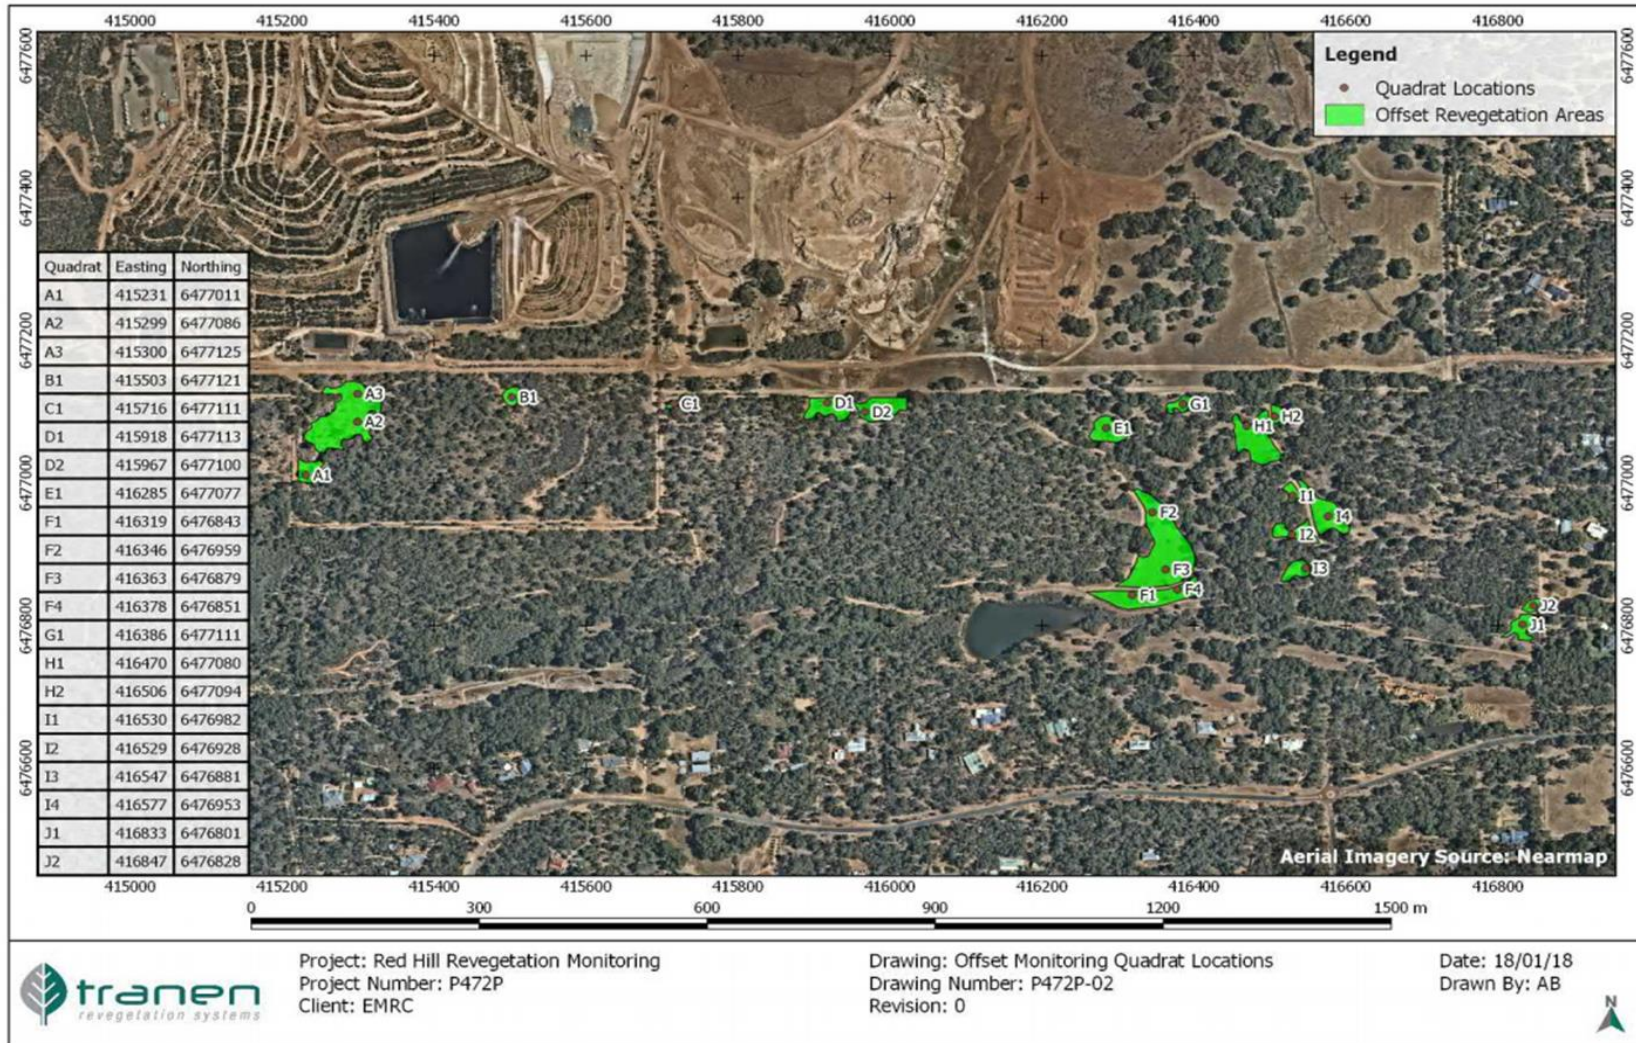 415000 415200 415400 415600 415800 416000 416200 416400 416600 416800
6477600
6477400
6477200
6477000
6476800
6476600
6477600
6477400
6477200
6477000
6476800
6476600
Legend
Quadrat Locations
Offset Revegetation Areas
Quadrat Easting Northing
A1 415231 6477011
A2 415299 6477086
A3 415300 6477125
B1 415503 6477121
C1 415716 6477111
D1 415918 6477113
D2 415967 6477100
E1 416285 6477077
F1 416319 6476843
F2 416346 6476959
F3 416363 6476879
F4 416378 6476851
G1 416386 6477111
H1 416470 6477080
H2 416506 6477094
I1 416530 6476982
I2 416529 6476928
I3 416547 6476881
I4 416577 6476953
J1 416833 6476801
J2 416847 6476828
A3
A2
A1
B1
C1
D1
D2
E1
G1
H1
H2
I1
I4
I2
I3
F2
F3
F1
F4
J2
J1
Aerial Imagery Source: Nearmap
415000 415200 415400 415600 415800 416000 416200 416400 416600 416800
0 300 600 900 1200 1500 m
tranen
revegetation systems
Project: Red Hill Revegetation Monitoring
Project Number: P472P
Client: EMRC
Drawing: Offset Monitoring Quadrat Locations
Drawing Number: P472P-02
Revision: 0
Date: 18/01/18
Drawn By: AB
N